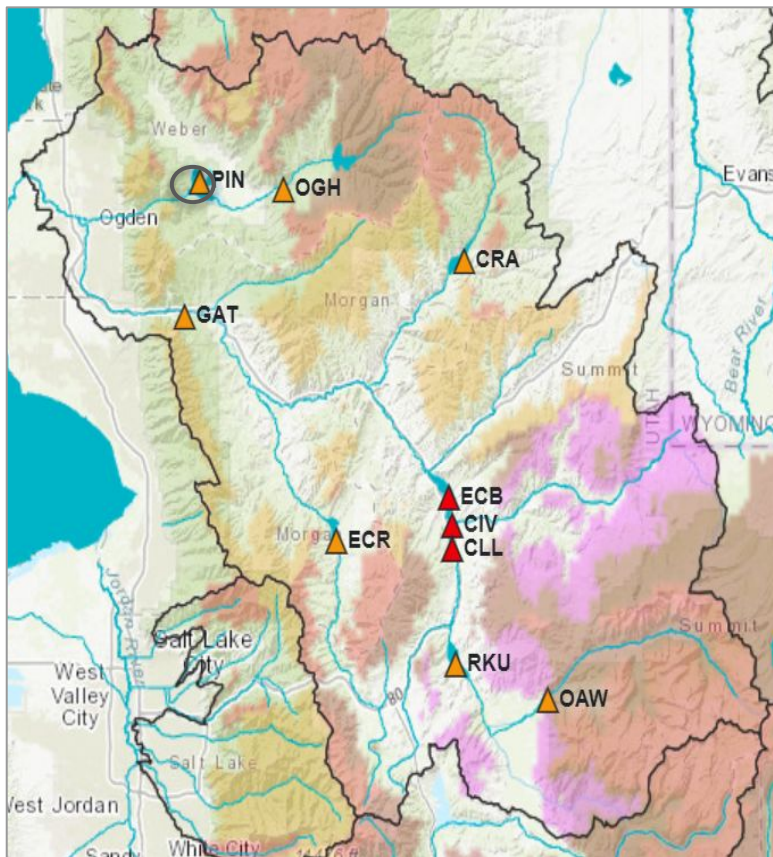 Weber
PIN
OGH
Evans
Ogden
CRA
Morgan
GAT
Bear River
Summit
UTAH
WYOMING
ECB
CIV
CLL
Morgan
ECR
Jordan River
Salt Lake
City
Summit
West
Valley
City
RKU
80
OAW
Salt Lake
West Jordan
White City
Sandy